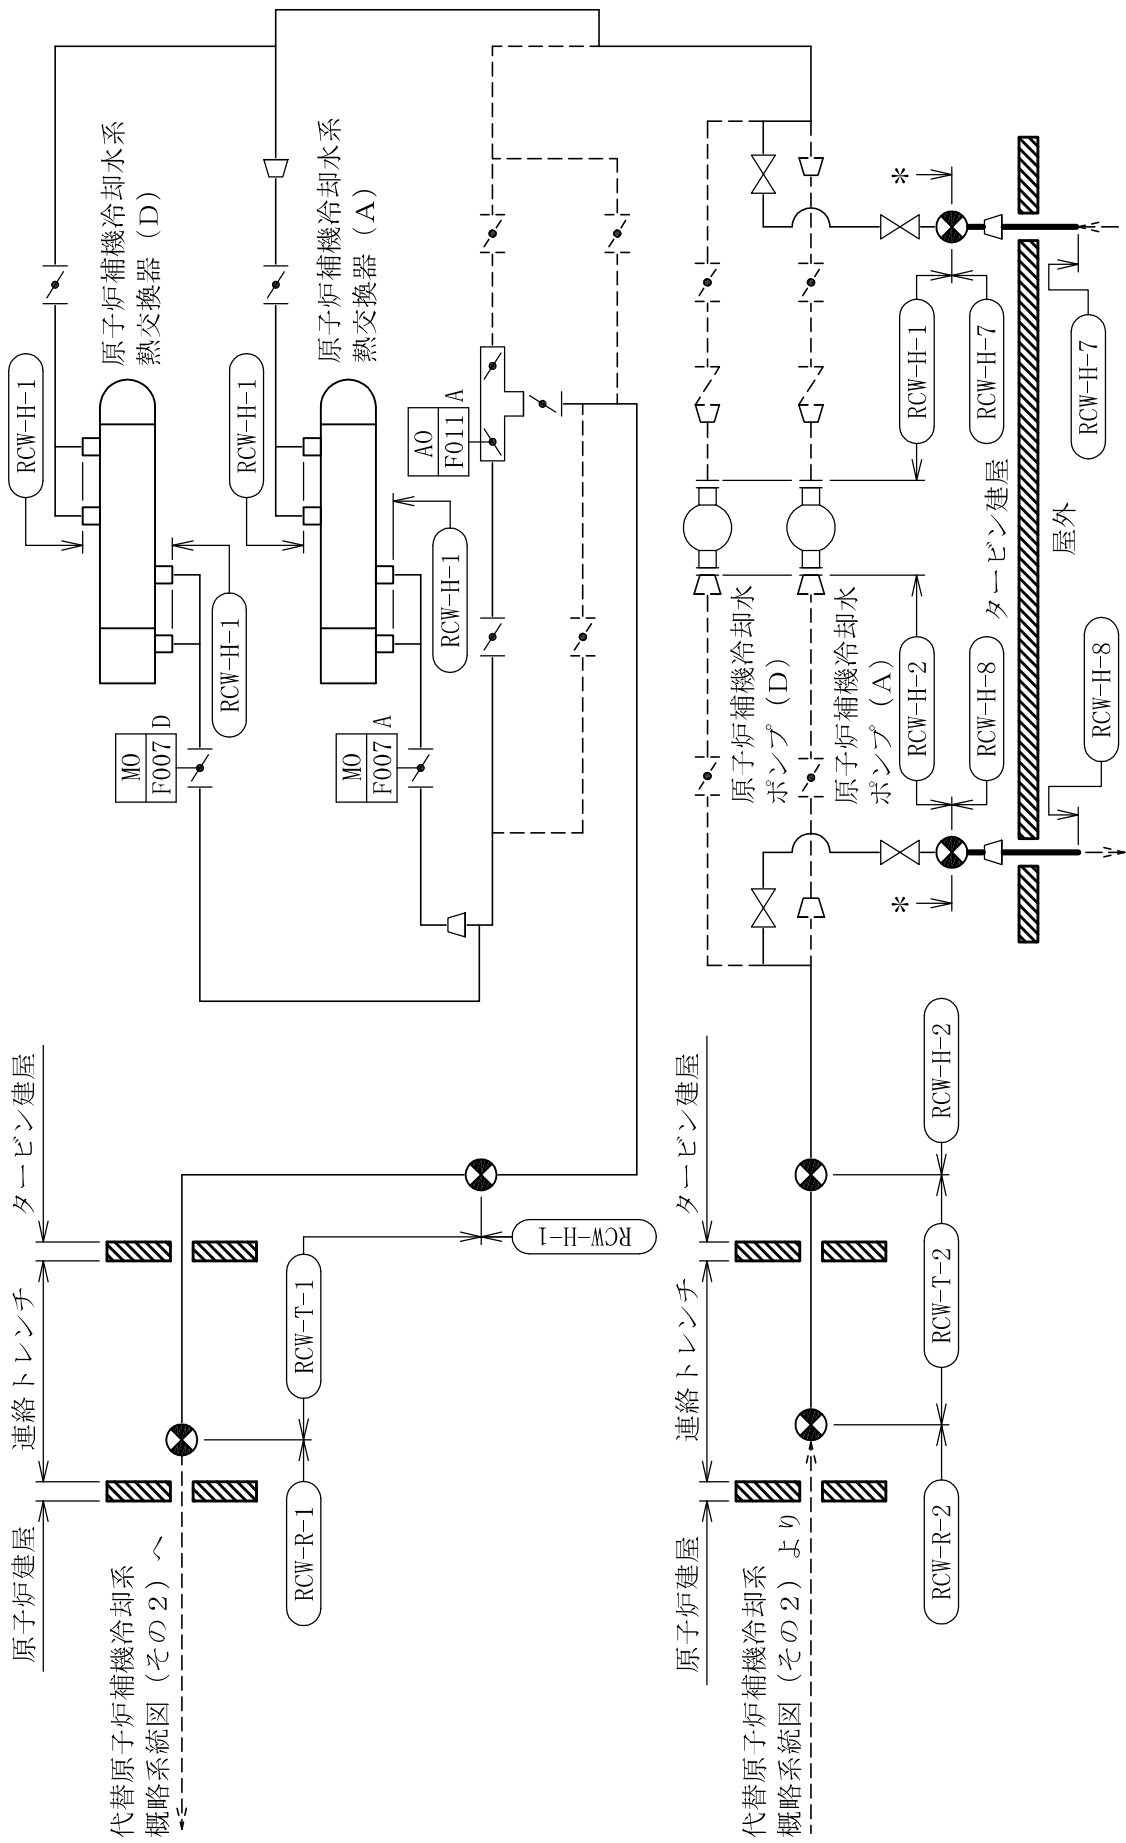 原子炉建屋
連絡トレンチ
タービン建屋
代替原子炉補機冷却系
概略系統図（その２）へ
RCW-R-1
RCW-T-1
RCW-H-1
RCW-H-1
原子炉補機冷却水系
熱交換器（D）
RCW-H-1
MO
F007
D
RCW-H-1
原子炉補機冷却水系
熱交換器（A）
RCW-H-1
MO
F007
A
AO
F011
A
原子炉建屋
連絡トレンチ
タービン建屋
代替原子炉補機冷却系
概略系統図（その２）より
RCW-R-2
RCW-T-2
RCW-H-2
原子炉補機冷却水
ポンプ（D）
原子炉補機冷却水
ポンプ（A）
*
*
RCW-H-2
RCW-H-1
RCW-H-8
RCW-H-7
タービン建屋
屋外
RCW-H-8
RCW-H-7